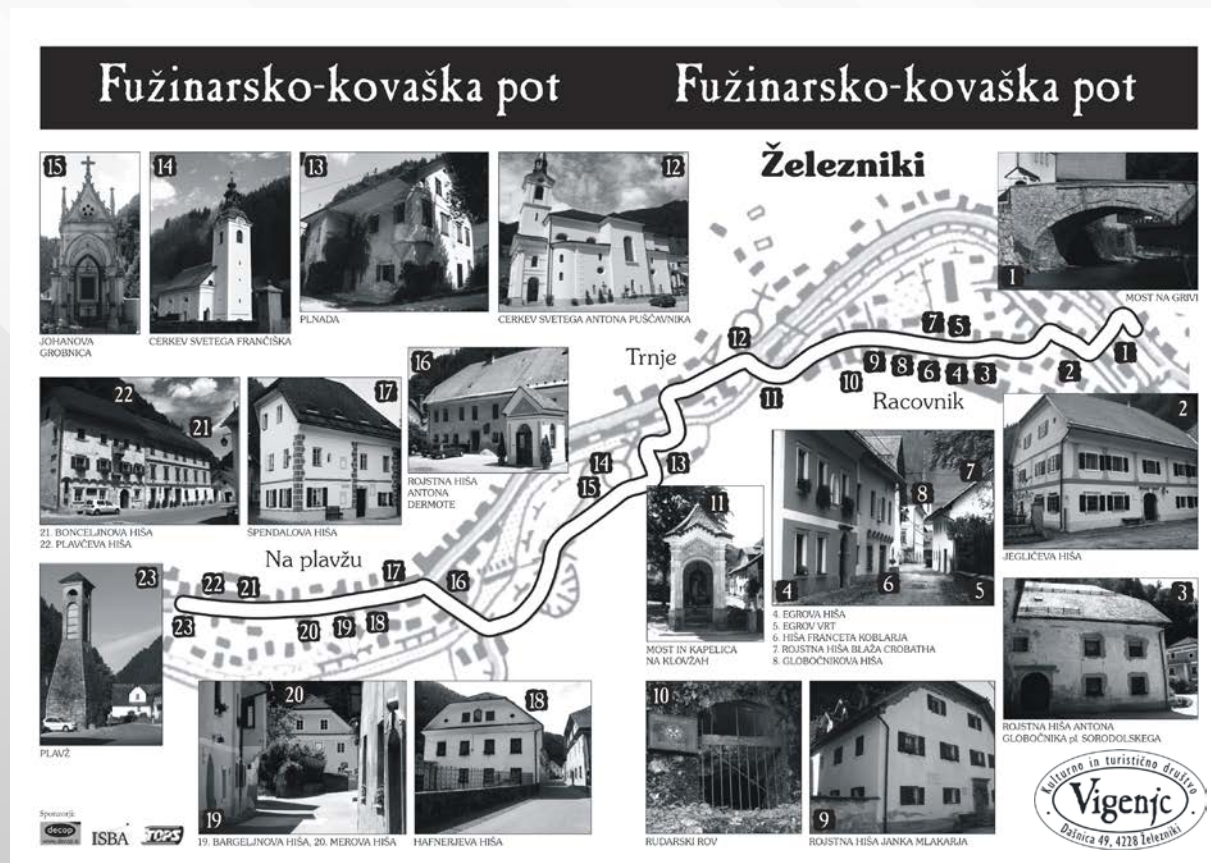 Fužinarsko-kovaška pot
Fužinarsko-kovaška pot
Železniki
15
JOHANOVA
GROBNICA
14
CERKEV SVETEGA FRANČIŠKA
13
PLNADA
12
CERKEV SVETEGA ANTONA PUŠČAVNIKA
1
MOST NA GRIVI
22
21
21. BONCELJNOVA HIŠA
22. PLAVČEVA HIŠA
17
ŠPENDALOVA HIŠA
16
ROJSTNA HIŠA
ANTONA
DERMOTE
Trnje
12
11
10
9
8
7
6
5
4
3
2
1
Racovnik
13
14
15
2
JEGLIČEVA HIŠA
11
MOST IN KAPELICA
NA KLOVŽAH
4
8
7
6
5
4. EGROVA HIŠA
5. EGROV VRT
6. HIŠA FRANCETA KOBLARJA
7. ROJSTNA HIŠA BLAŽA CROBATHA
8. GLOBOČNIKOVA HIŠA
3
ROJSTNA HIŠA ANTONA
GLOBOČNIKA pl. SORODOLSKEGA
Na plavžu
23
22
21
20
19
18
17
16
23
PLAVŽ
20
19
19. BARGELJNOVA HIŠA, 20. MEROVA HIŠA
18
HAFNERJEVA HIŠA
10
RUDARSKI ROV
9
ROJSTNA HIŠA JANKA MLAKARJA
Sponzorji:
decop
ISBA
TOPS
Kulturno in turistično društvo
Vigenjc
Dašnica 49, 4228 Železniki